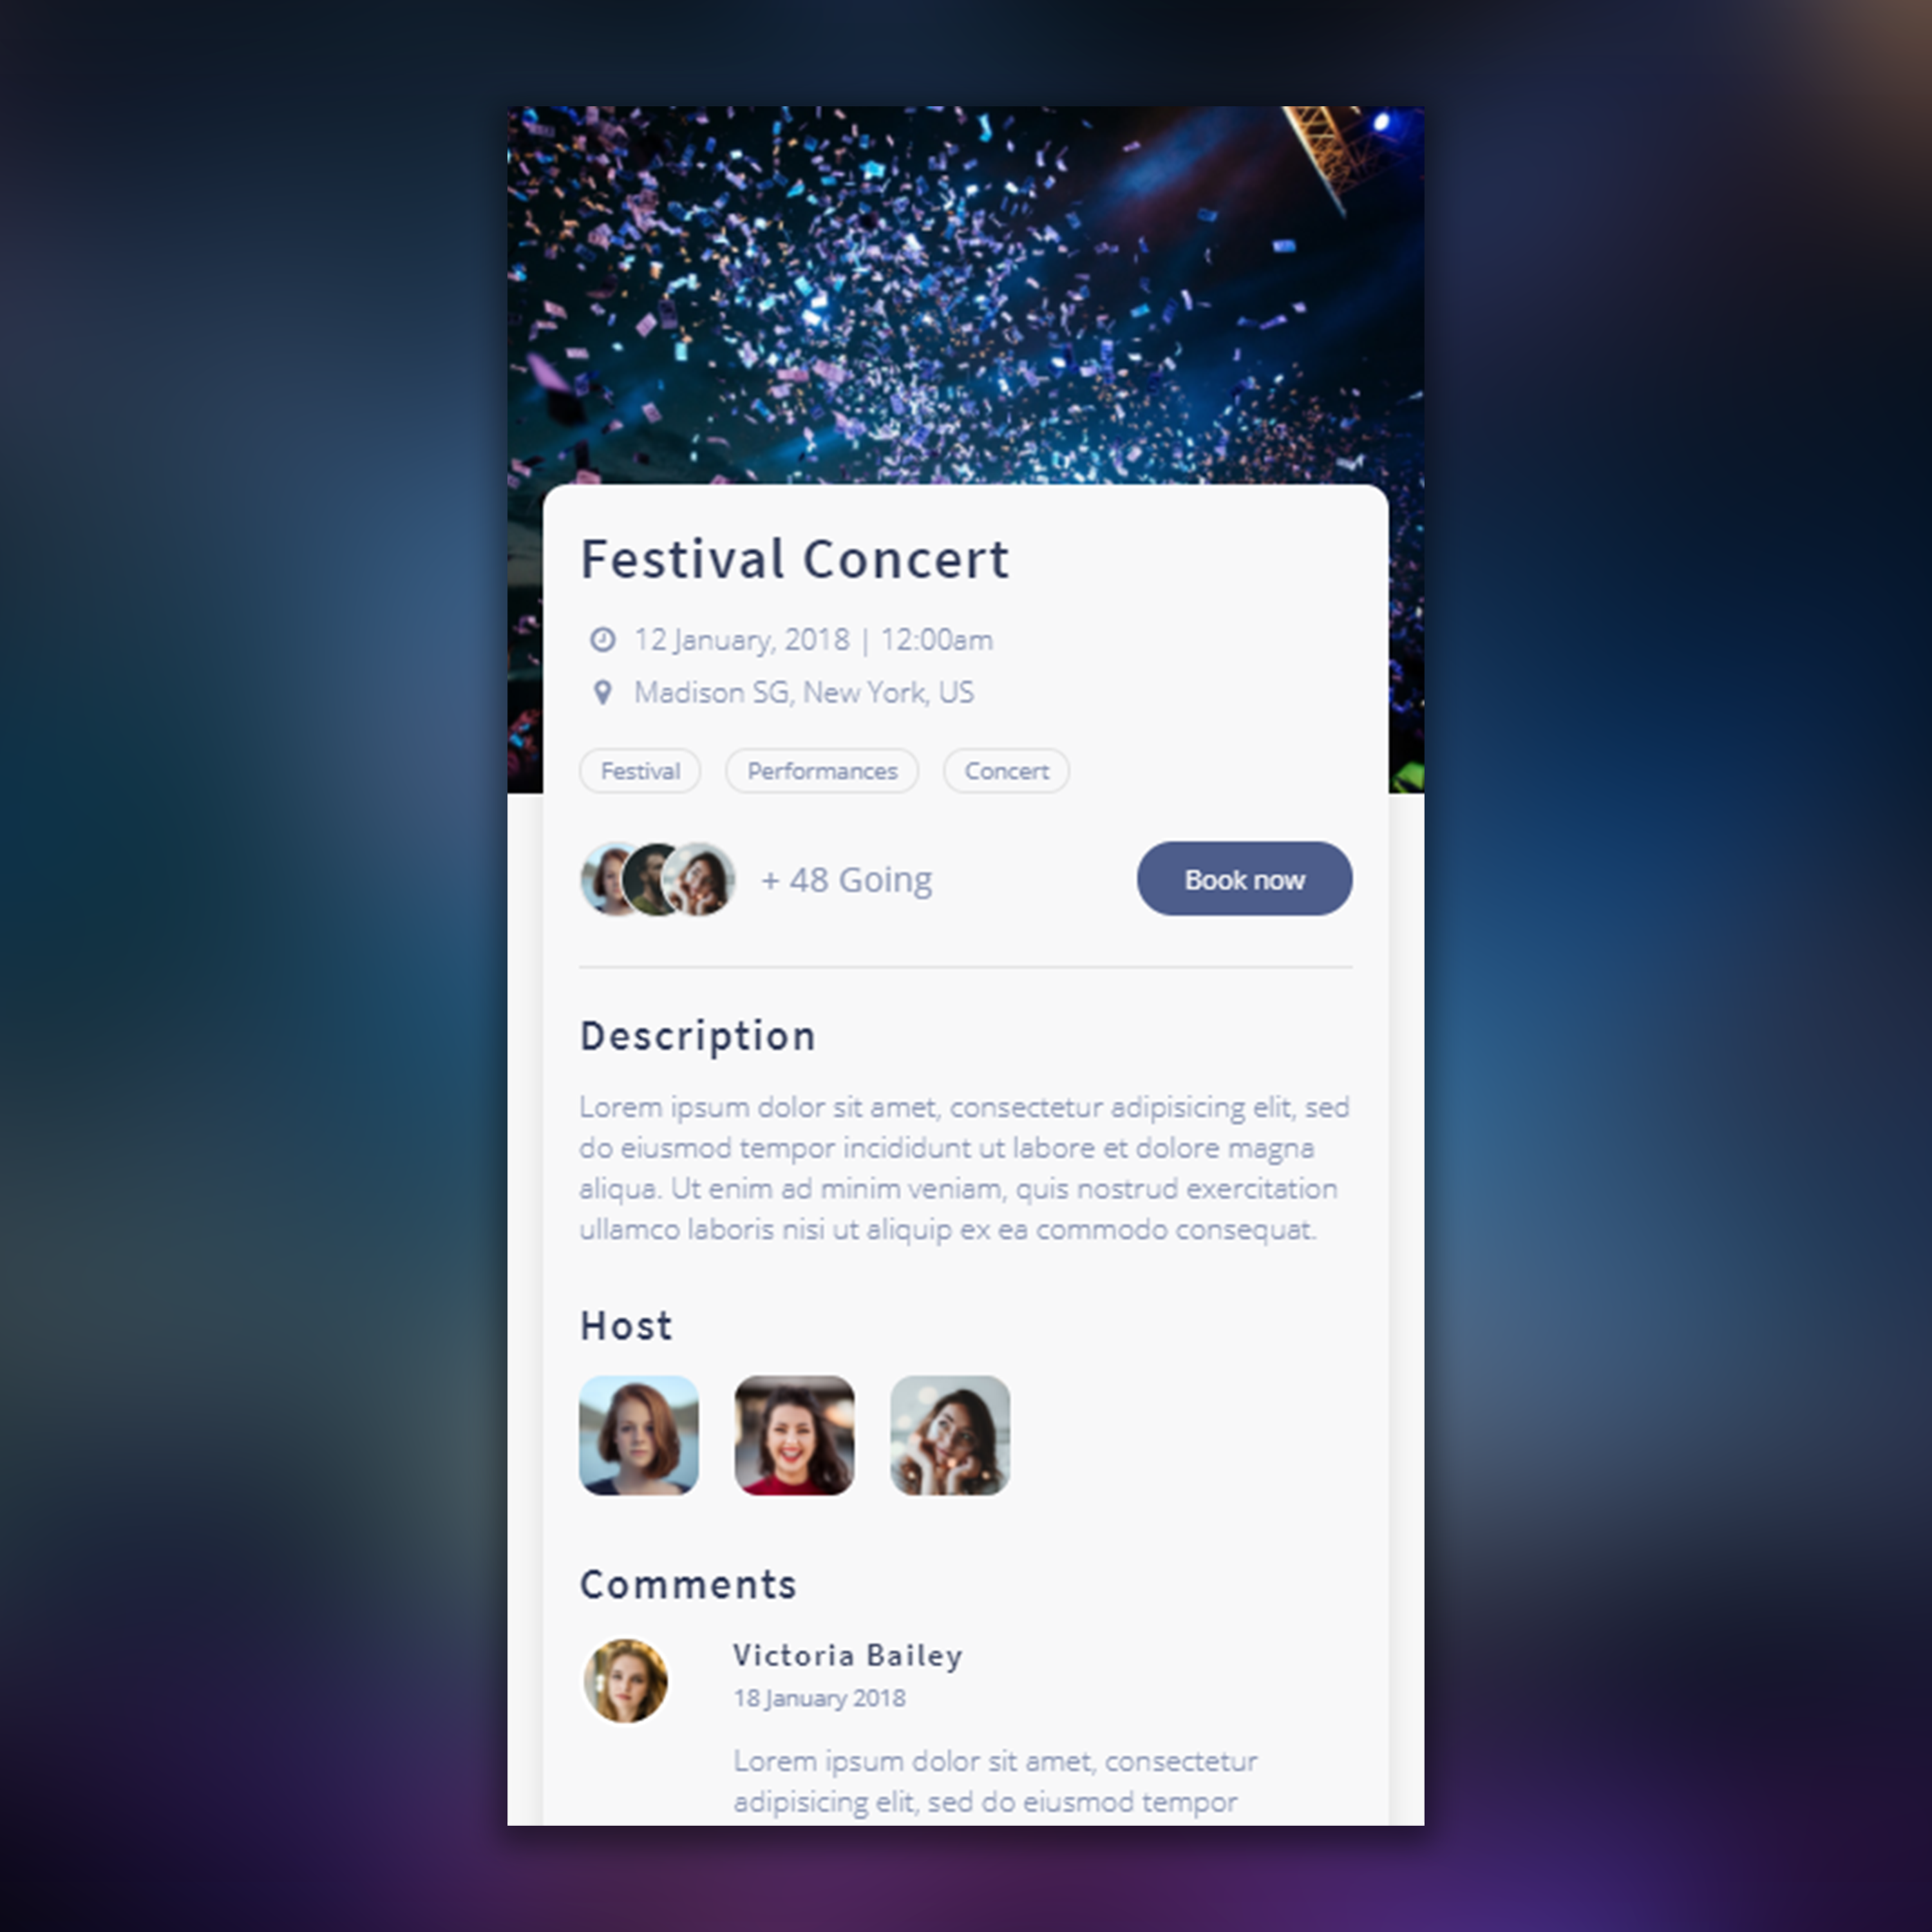 Festival Concert
12 January, 2018 | 12:00am
Madison SG, New York, US
Festival Performances Concert
+ 48 Going Book now
Description
Lorem ipsum dolor sit amet, consectetur adipisicing elit, sed
do eiusmod tempor incididunt ut labore et dolore magna
aliqua. Ut enim ad minim veniam, quis nostrud exercitation
ullamco laboris nisi ut aliquip ex ea commodo consequat.
Host
Comments
Victoria Bailey
18 January 2018
Lorem ipsum dolor sit amet, consectetur
adipisicing elit, sed do eiusmod tempor